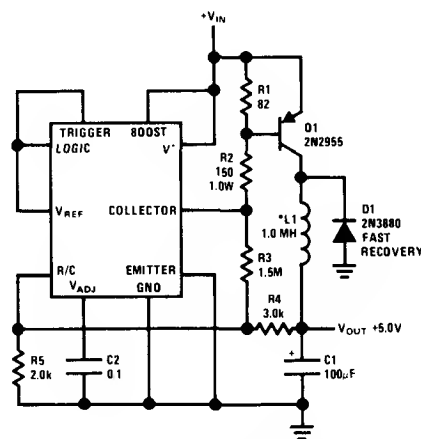 +VIN
R1
82
TRIGGER
BOOST
LOGIC
V+
Q1
2N2955
R2
150
1.0W
VREF
COLLECTOR
*L1
1.0 MH
D1
2N3880
FAST
RECOVERY
R/C
EMITTER
VADJ
GND
R3
1.5M
R4
3.0k
VOUT +5.0V
R5
2.0k
C2
0.1
+
C1
100µF